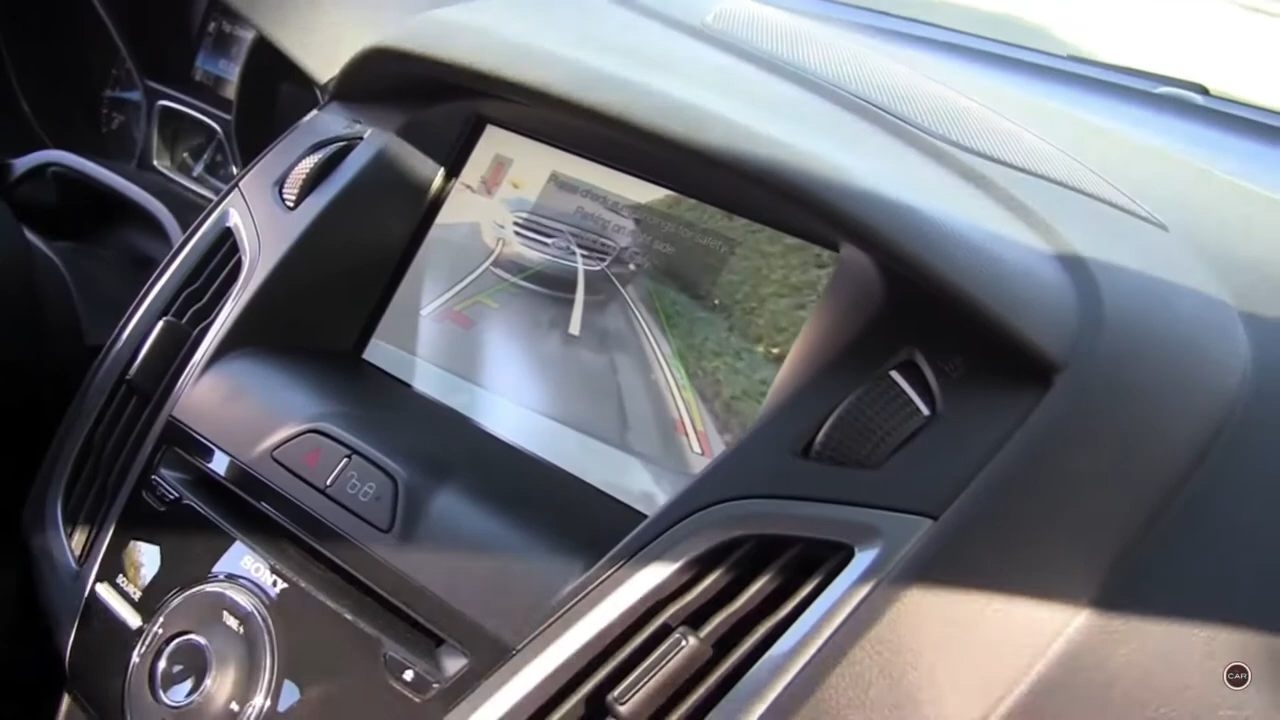 Please check surroundings for safety.
Parking on right side
SOURCE
SONY
TUNE+
CAR